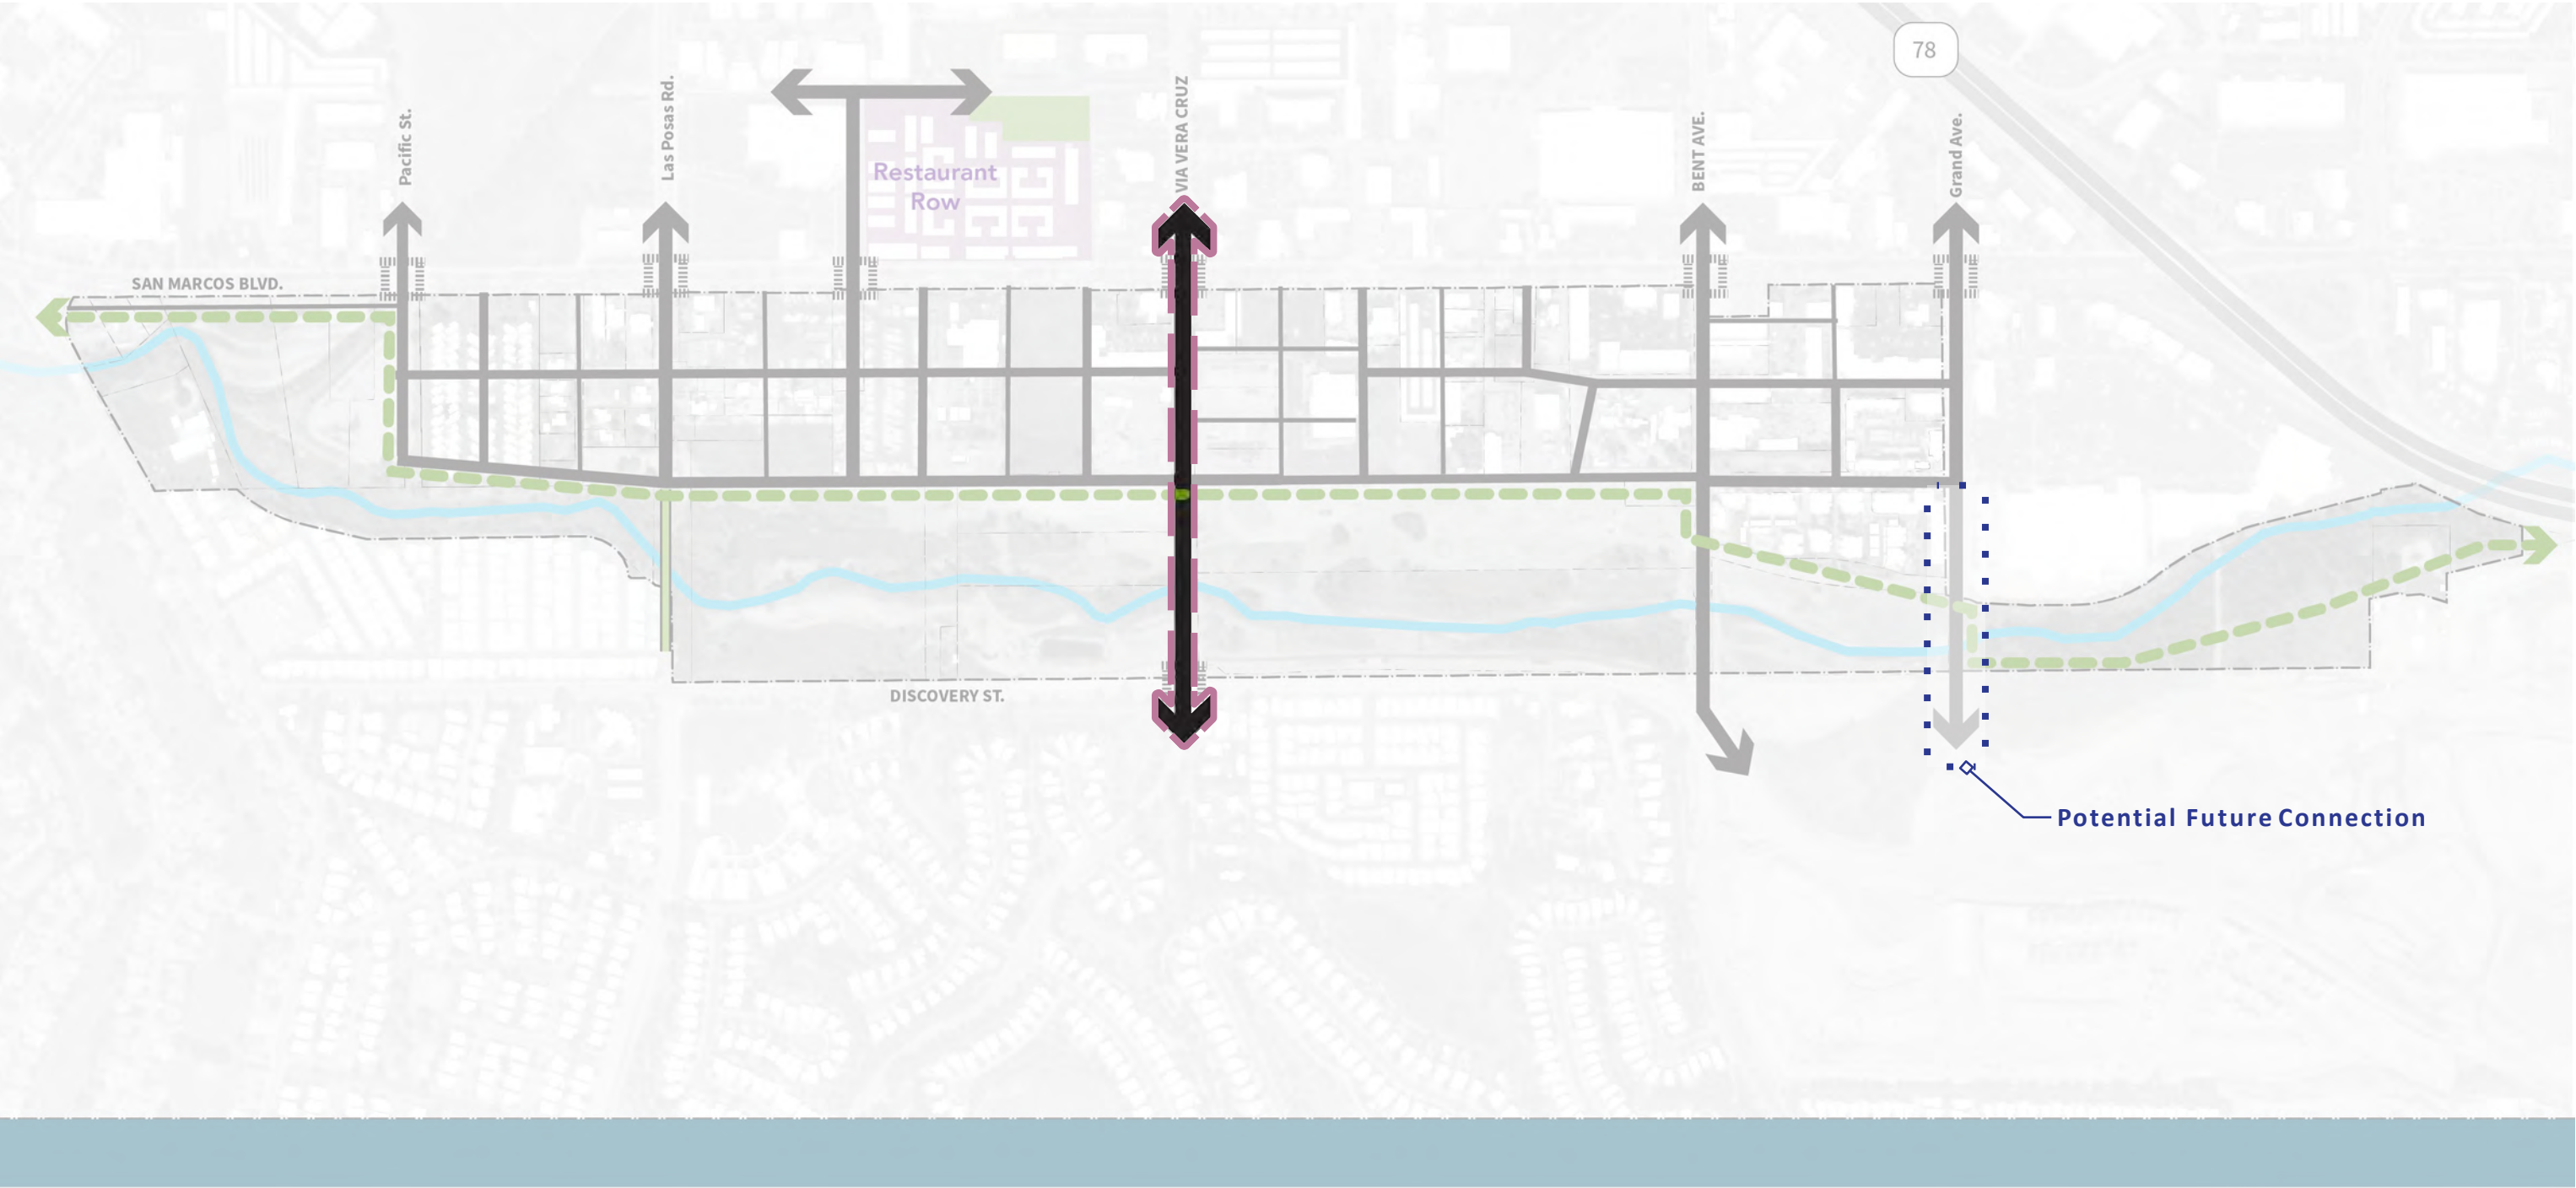 78
Pacific St.
Las Posas Rd.
VIA VERA CRUZ
BENT AVE.
Grand Ave.
Restaurant
Row
SAN MARCOS BLVD.
DISCOVERY ST.
Potential Future Connection